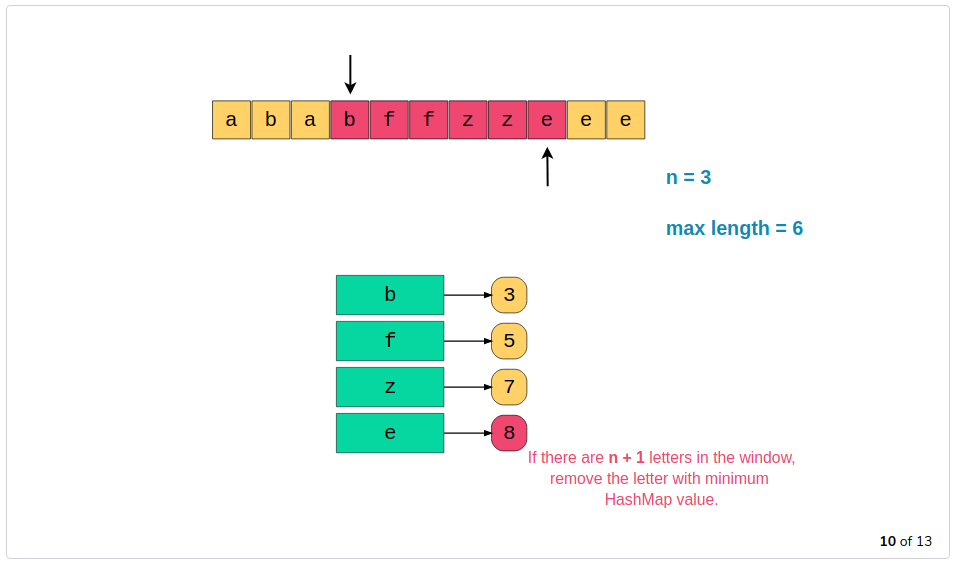 a b a b f f z z e e e
n = 3
max length = 6
b 3
f 5
z 7
e 8
If there are n + 1 letters in the window,
remove the letter with minimum
HashMap value.
10 of 13